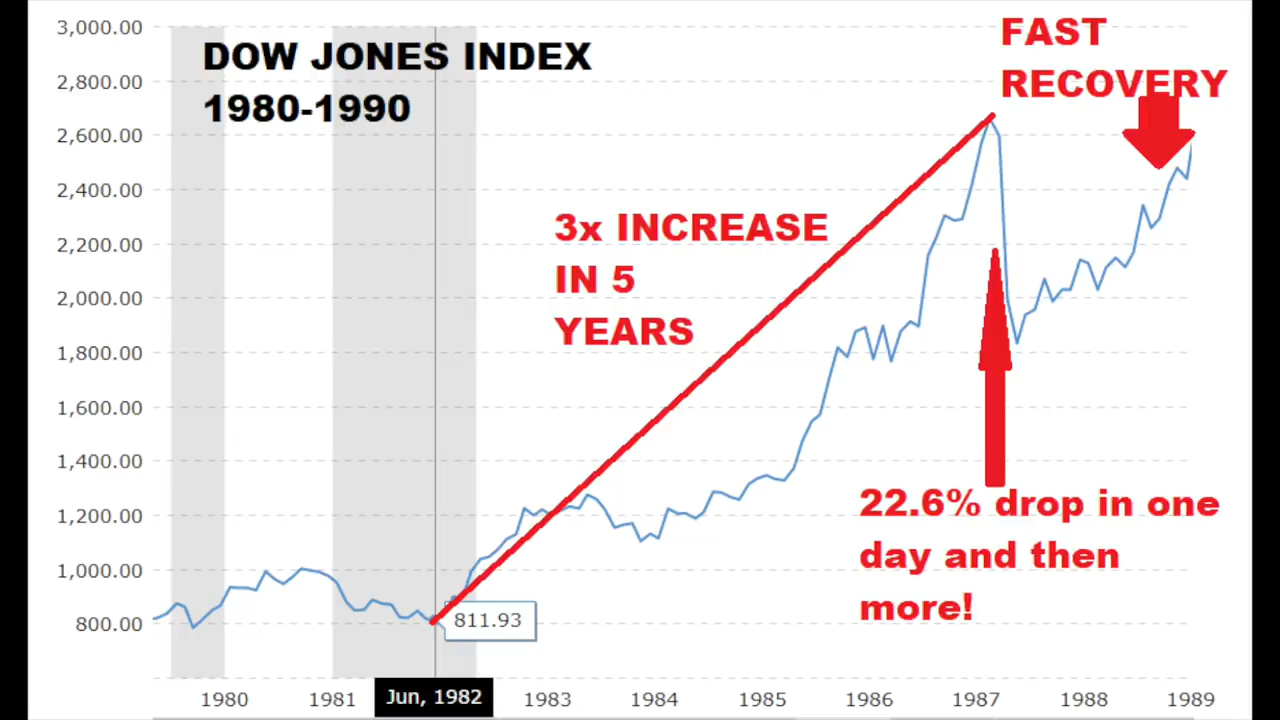 DOW JONES INDEX
1980-1990
FAST
RECOVERY
3x INCREASE
IN 5
YEARS
22.6% drop in one
day and then
more!
3,000.00
2,800.00
2,600.00
2,400.00
2,200.00
2,000.00
1,800.00
1,600.00
1,400.00
1,200.00
1,000.00
800.00
811.93
1980 1981 Jun, 1982 1983 1984 1985 1986 1987 1988 1989